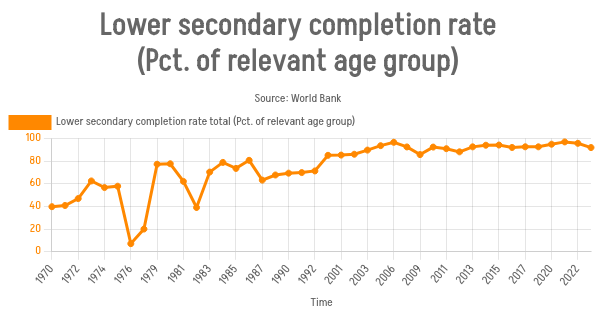 Lower secondary completion rate
(Pct. of relevant age group)
Source: World Bank
Lower secondary completion rate total (Pct. of relevant age group)
100
80
60
40
20
0
1970 1972 1974 1976 1979 1981 1983 1985 1987 1990 1992 2001 2003 2006 2009 2011 2013 2015 2017 2020 2022
Time